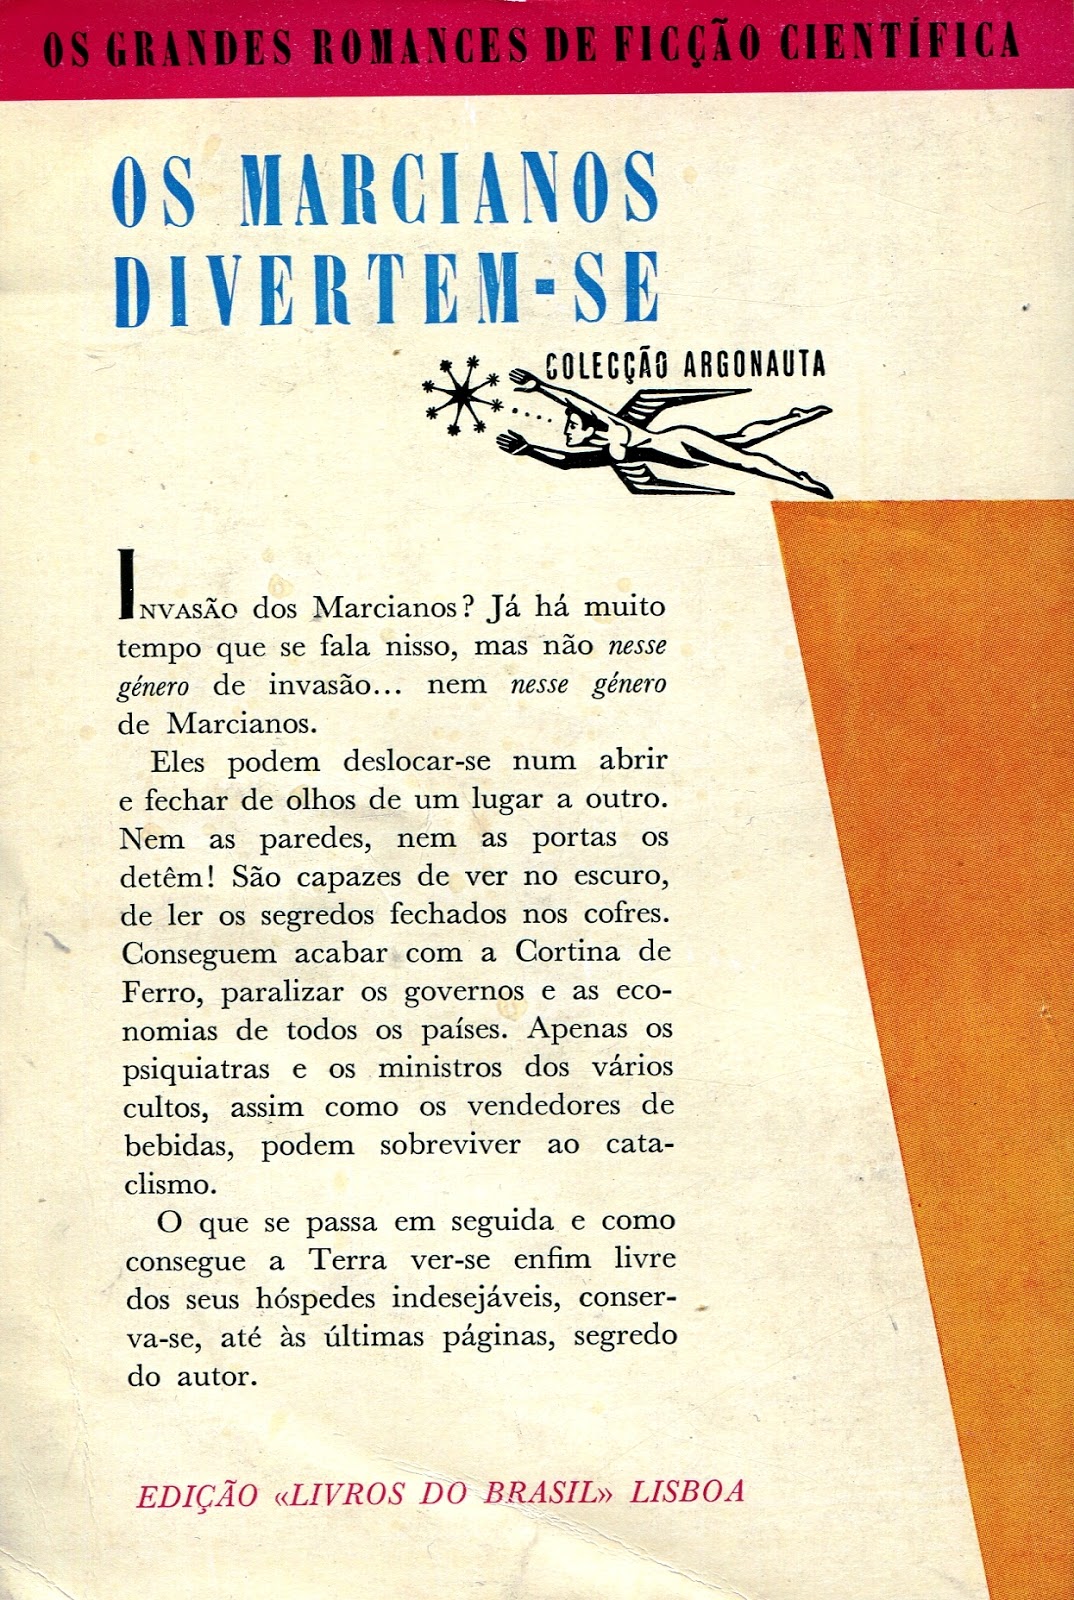 OS GRANDES ROMANCES DE FICÇÃO CIENTÍFICA
OS MARCIANOS
DIVERTEM-SE
COLECÇÃO ARGONAUTA
INVASÃO dos Marcianos? Já há muito
tempo que se fala nisso, mas não nesse
género de invasão... nem nesse género
de Marcianos.
Eles podem deslocar-se num abrir
e fechar de olhos de um lugar a outro.
Nem as paredes, nem as portas os
detêm! São capazes de ver no escuro,
de ler os segredos fechados nos cofres.
Conseguem acabar com a Cortina de
Ferro, paralizar os governos e as eco-
nomias de todos os países. Apenas os
psiquiatras e os ministros dos vários
cultos, assim como os vendedores de
bebidas, podem sobreviver ao cata-
clismo.
O que se passa em seguida e como
consegue a Terra ver-se enfim livre
dos seus hóspedes indesejáveis, conser-
va-se, até às últimas páginas, segredo
do autor.
EDIÇÃO «LIVROS DO BRASIL» LISBOA